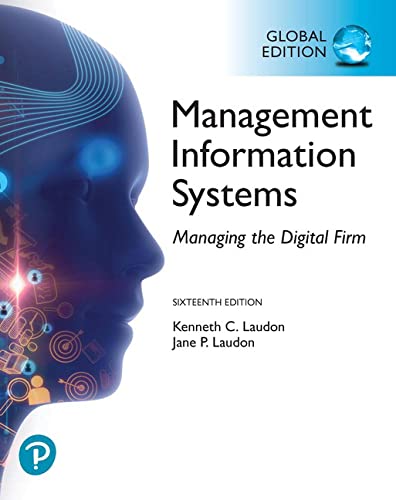 GLOBAL
EDITION
Management
Information
Systems
Managing the Digital Firm
SIXTEENTH EDITION
Kenneth C. Laudon
Jane P. Laudon
P